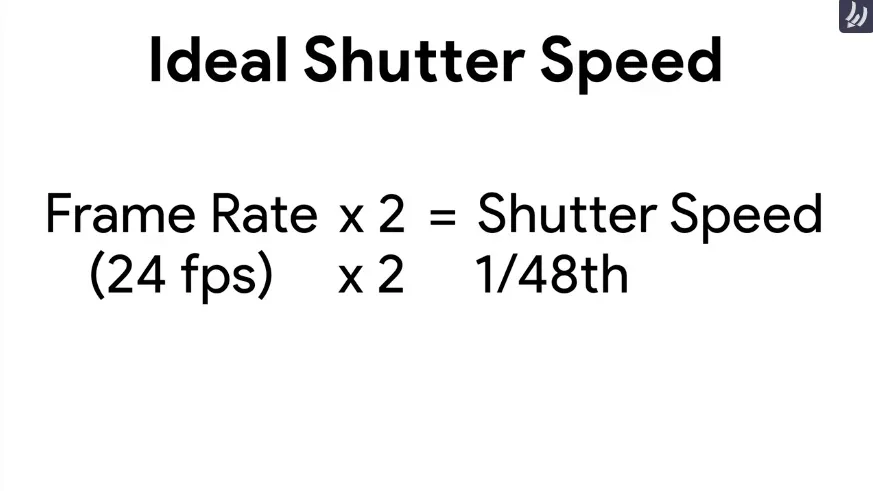 Ideal Shutter Speed
Frame Rate x 2 = Shutter Speed
(24 fps) x 2 1/48th